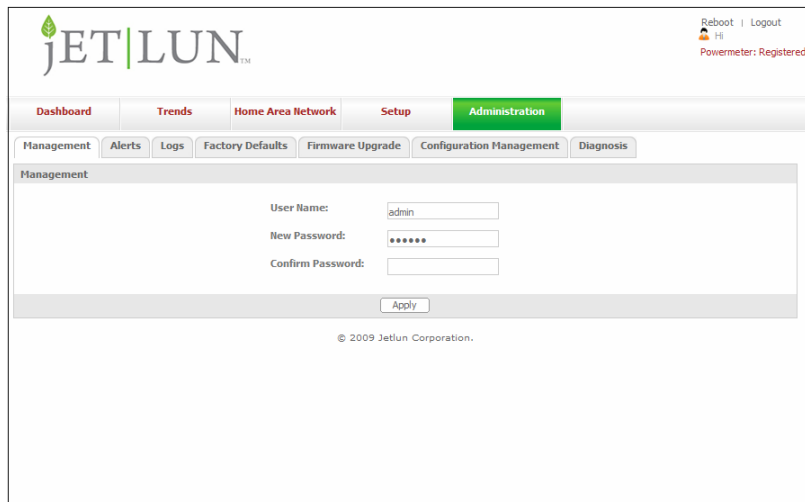 jET|LUN™
Reboot | Logout
Hi
Powermeter: Registered
Dashboard Trends Home Area Network Setup Administration
Management Alerts Logs Factory Defaults Firmware Upgrade Configuration Management Diagnosis
Management
User Name: admin
New Password: ●●●●●●
Confirm Password:
Apply
© 2009 Jetlun Corporation.